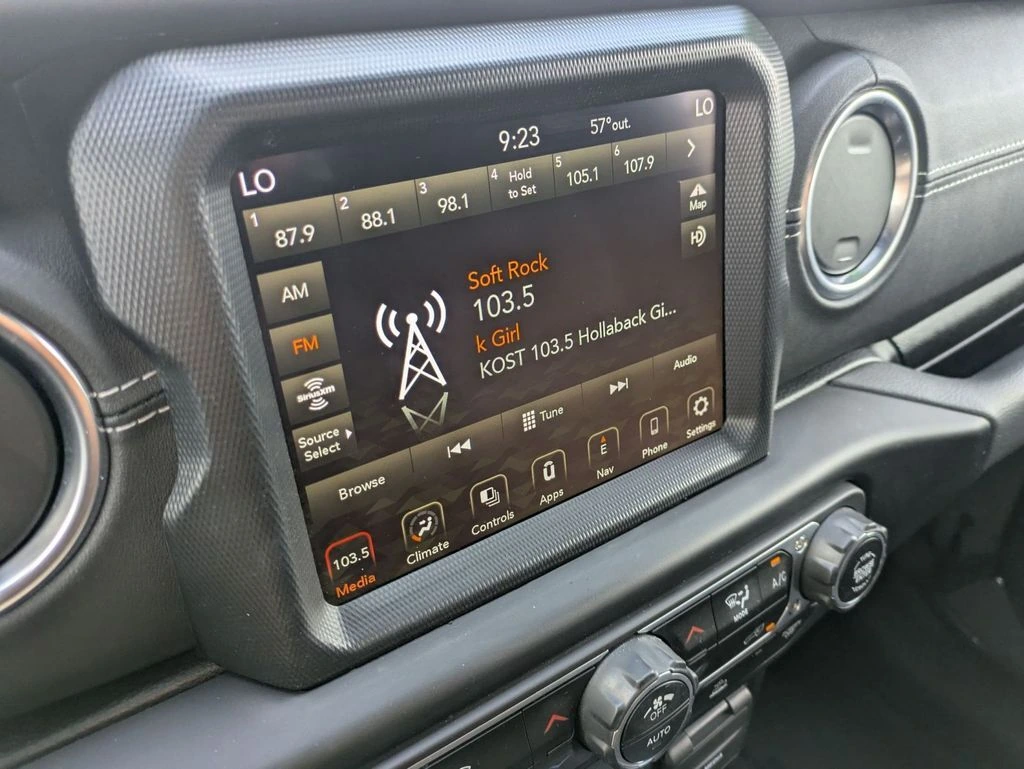 LO
9:23
57°out.
LO
1 87.9
2 88.1
3 98.1
4 Hold
to Set
5 105.1
6 107.9
Map
HD
AM
FM
SiriusXM
Source
Select
Soft Rock
103.5
k Girl
KOST 103.5 Hollaback Gi...
Browse
Tune
Audio
103.5
Media
Climate
Controls
Apps
E
Nav
Phone
Settings
MODE
A/C
OFF
AUTO